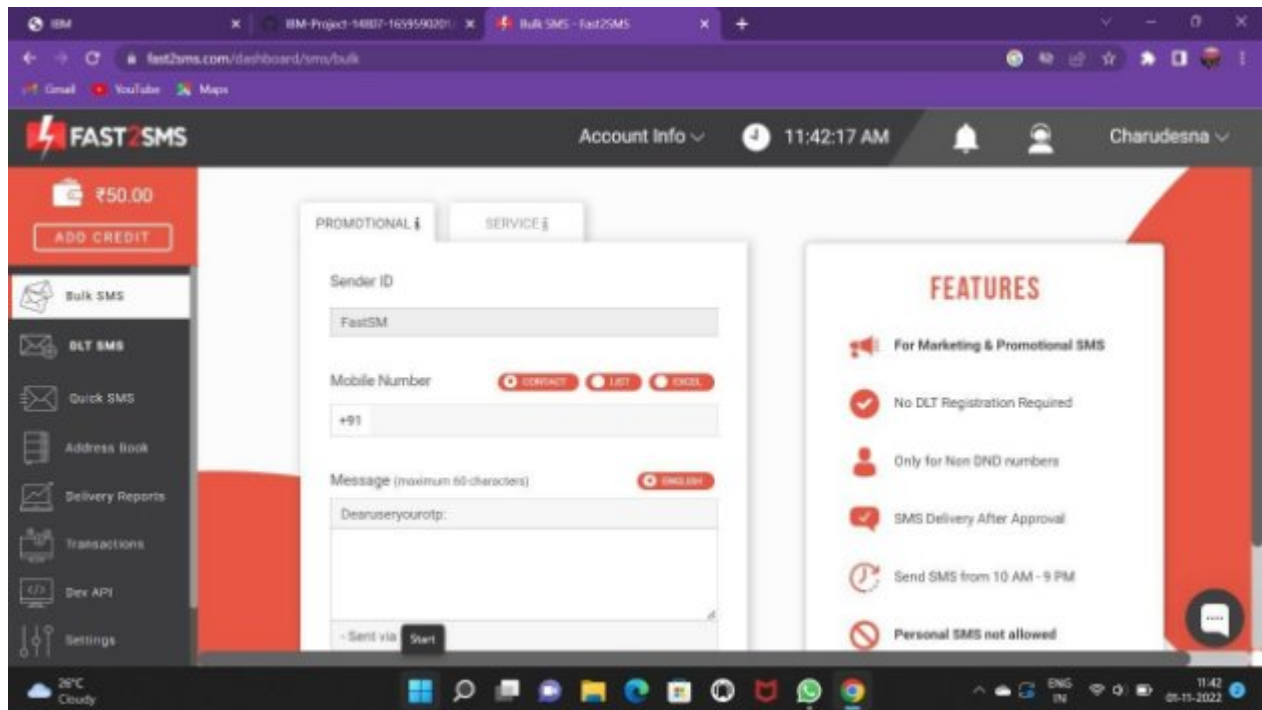 IBM
IBM-Project-14807-1659590201
Bulk SMS - Fast2SMS
fast2sms.com/dashboard/sms/bulk
Gmail YouTube Maps
FAST2SMS
Account Info
11:42:17 AM
Charudesna
₹50.00
ADD CREDIT
Bulk SMS
DLT SMS
Quick SMS
Address Book
Delivery Reports
Transactions
Dev API
Settings
PROMOTIONAL i
SERVICE i
Sender ID
FastSM
Mobile Number
CONTACT LIST EXCEL
+91
Message (maximum 60 characters)
ENGLISH
Dearuseryourotp:
- Sent via
Start
FEATURES
For Marketing & Promotional SMS
No DLT Registration Required
Only for Non DND numbers
SMS Delivery After Approval
Send SMS from 10 AM - 9 PM
Personal SMS not allowed
26°C
Cloudy
ENG
IN
11:42
01-11-2022
2